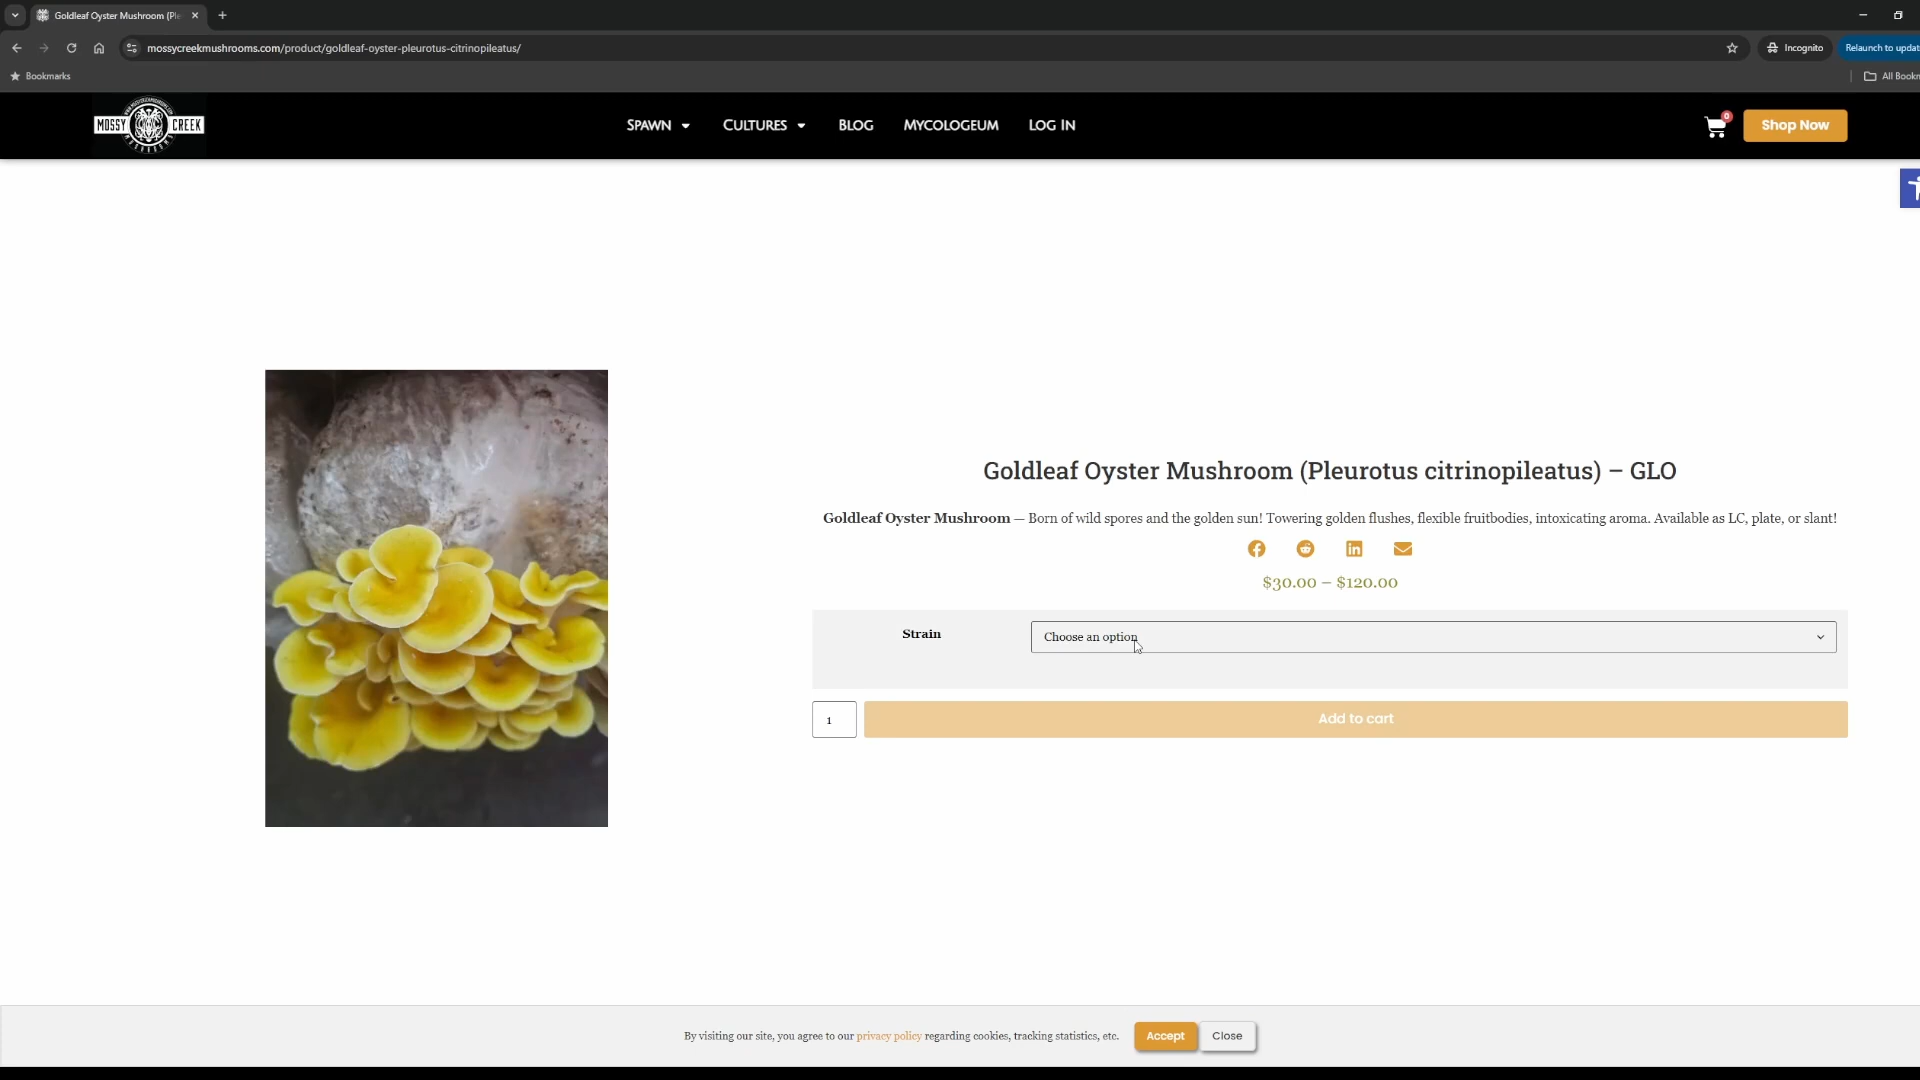 Goldleaf Oyster Mushroom (Ple
mossycreekmushrooms.com/product/goldleaf-oyster-pleurotus-citrinopileatus/
Incognito
Relaunch to updat
Bookmarks
All Bookm
MOSSY CREEK
SPAWN
CULTURES
BLOG
MYCOLOGEUM
LOG IN
0
Shop Now
Goldleaf Oyster Mushroom (Pleurotus citrinopileatus) – GLO
Goldleaf Oyster Mushroom — Born of wild spores and the golden sun! Towering golden flushes, flexible fruitbodies, intoxicating aroma. Available as LC, plate, or slant!
$30.00 – $120.00
Strain
Choose an option
1
Add to cart
By visiting our site, you agree to our privacy policy regarding cookies, tracking statistics, etc.
Accept
Close